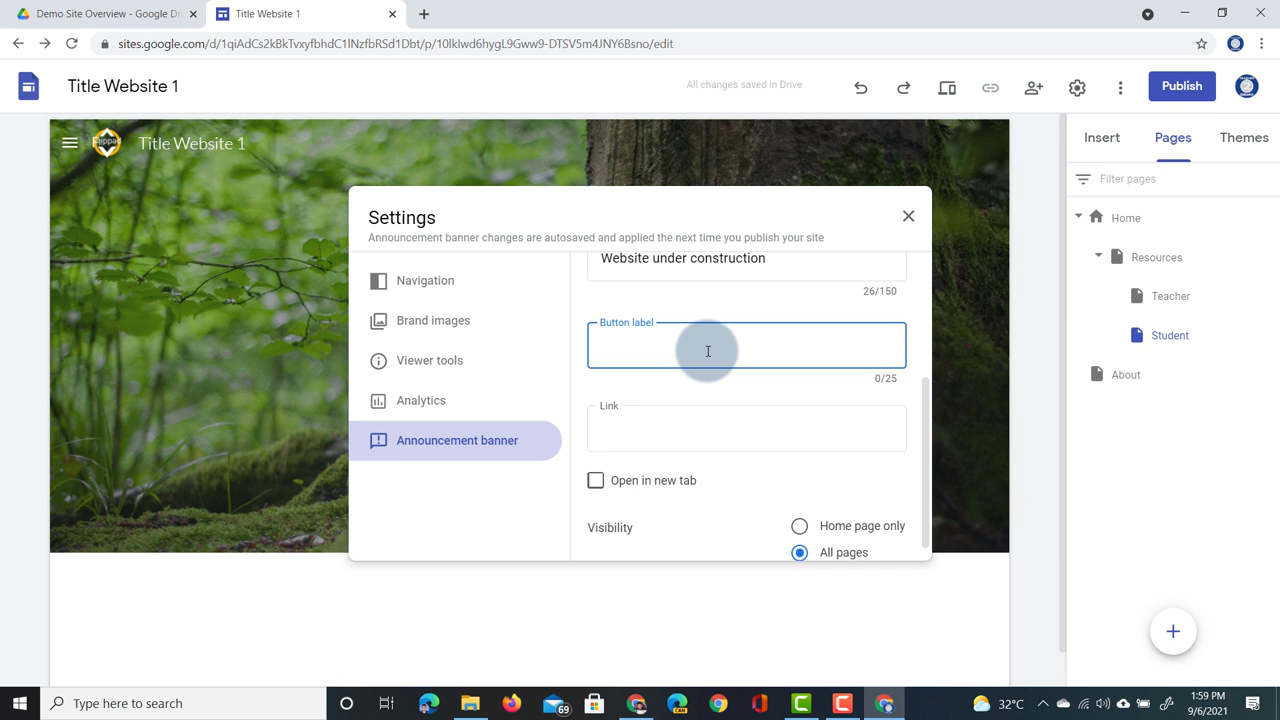 Demo Site Overview - Google Dr
Title Website 1
sites.google.com/d/1qiAdCs2kBkTvxyfbhdC1lNzfbRSd1Dbt/p/10lkIwd6hygL9Gww9-DTSV5m4JNY6Bsno/edit
Title Website 1
All changes saved in Drive
Publish
Flipped
Title Website 1
Insert
Pages
Themes
Filter pages
Home
Resources
Teacher
Student
About
Settings
Announcement banner changes are autosaved and applied the next time you publish your site
Navigation
Brand images
Viewer tools
Analytics
Announcement banner
Website under construction
26/150
Button label
0/25
Link
Open in new tab
Visibility
Home page only
All pages
Type here to search
69
CAN
32°C
1:59 PM
9/6/2021